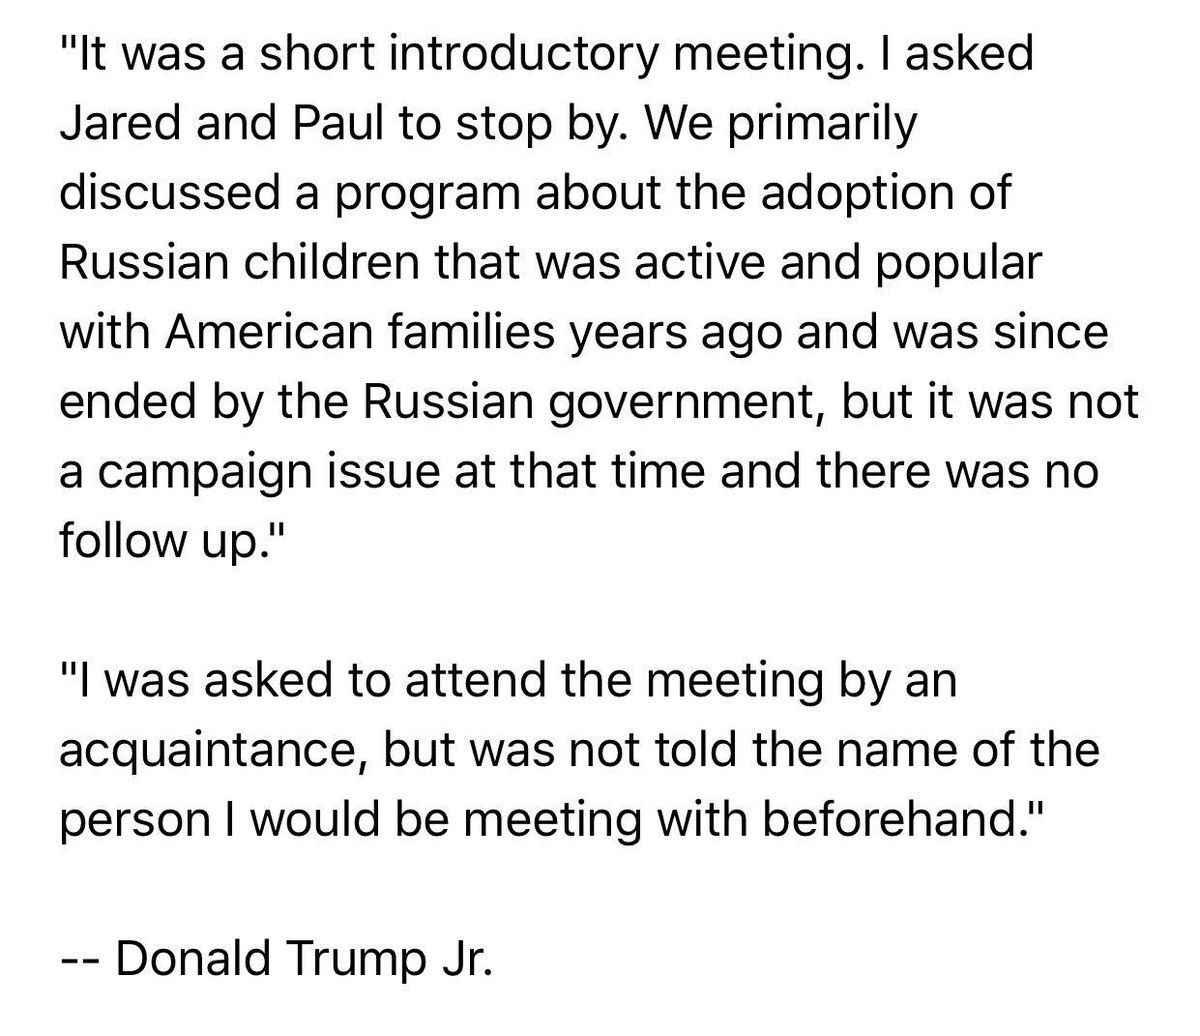 "It was a short introductory meeting. I asked
Jared and Paul to stop by. We primarily
discussed a program about the adoption of
Russian children that was active and popular
with American families years ago and was since
ended by the Russian government, but it was not
a campaign issue at that time and there was no
follow up."
"I was asked to attend the meeting by an
acquaintance, but was not told the name of the
person I would be meeting with beforehand."
-- Donald Trump Jr.